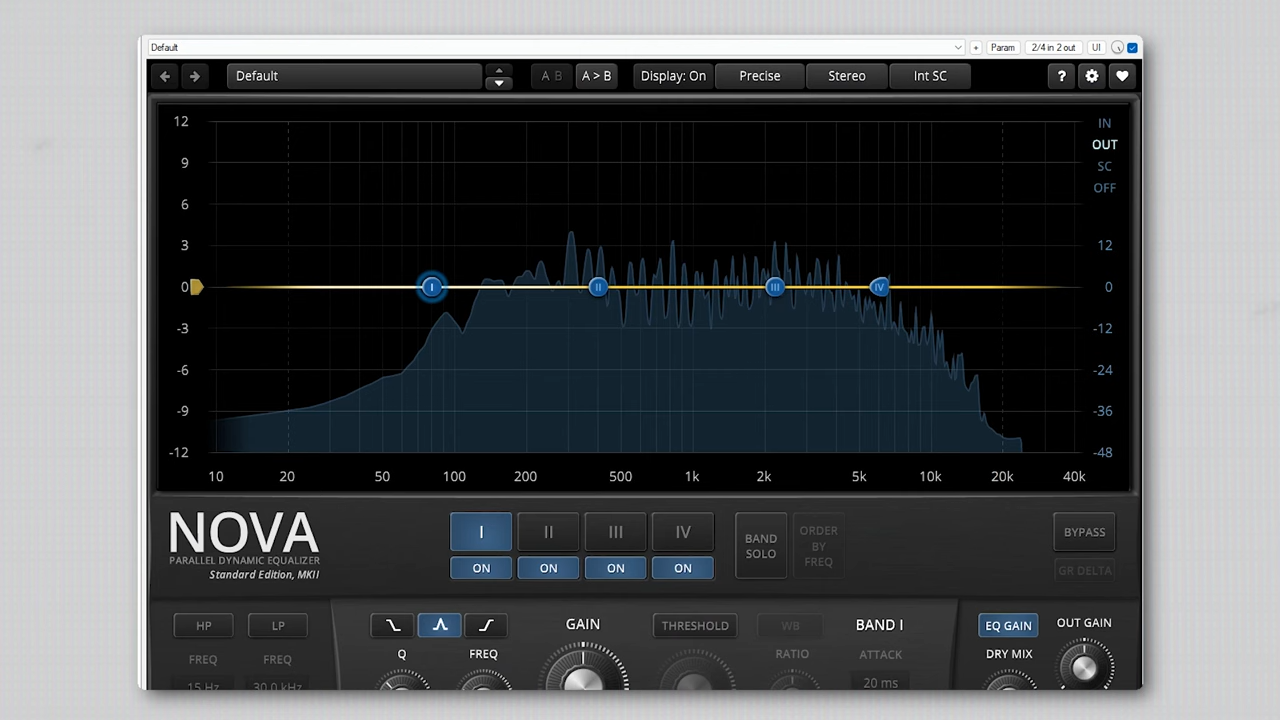 Default + Param 2/4 in 2 out UI
Default A B A > B Display: On Precise Stereo Int SC ?
12 IN
9 OUT
6 SC
OFF
3 12
0 I II III IV 0
-3 -12
-6 -24
-9 -36
-12 -48
10 20 50 100 200 500 1k 2k 5k 10k 20k 40k
NOVA
PARALLEL DYNAMIC EQUALIZER
Standard Edition, MKII
I II III IV
ON ON ON ON
BAND
SOLO
ORDER
BY
FREQ
BYPASS
GR DELTA
HP LP GAIN THRESHOLD WB BAND I EQ GAIN OUT GAIN
FREQ FREQ Q FREQ RATIO ATTACK DRY MIX
15 Hz 30.0 kHz 20 ms